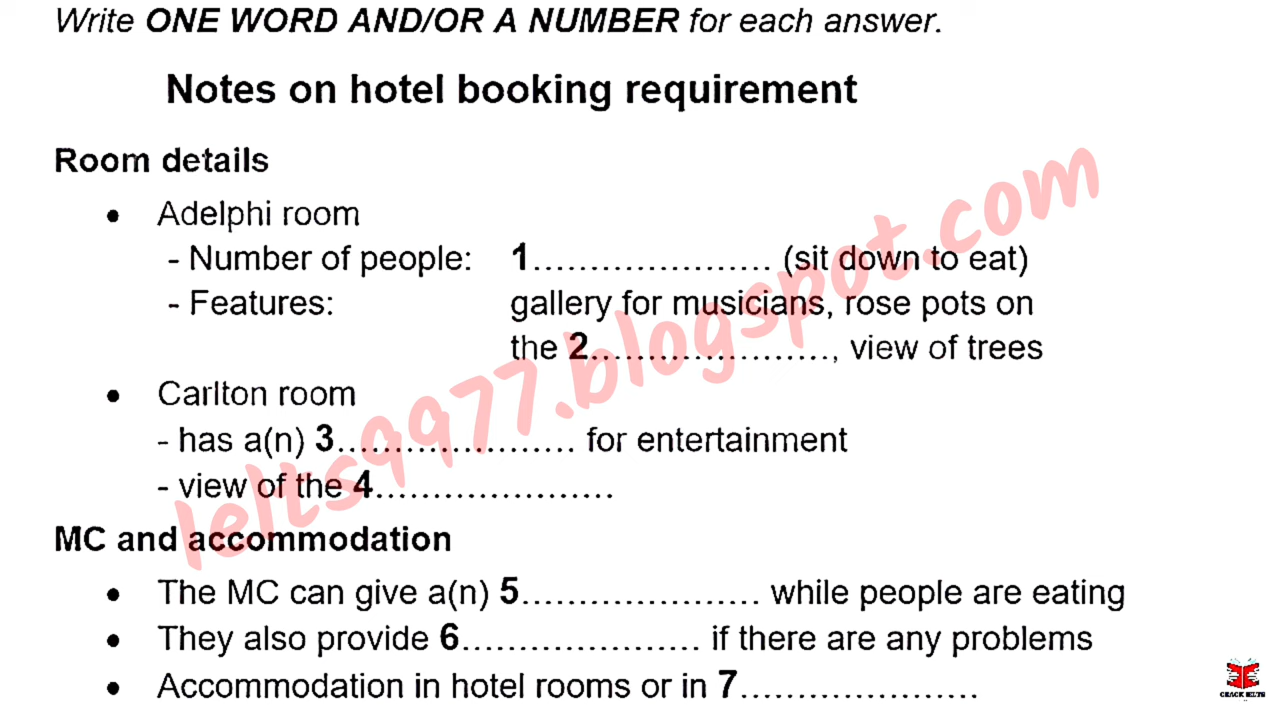 Write ONE WORD AND/OR A NUMBER for each answer.
Notes on hotel booking requirement
Room details
• Adelphi room
- Number of people: 1..................... (sit down to eat)
- Features: gallery for musicians, rose pots on
the 2....................., view of trees
• Carlton room
- has a(n) 3..................... for entertainment
- view of the 4.....................
MC and accommodation
• The MC can give a(n) 5..................... while people are eating
• They also provide 6..................... if there are any problems
• Accommodation in hotel rooms or in 7.....................
Ielts9977.blogspot.com
CRACK IELTS